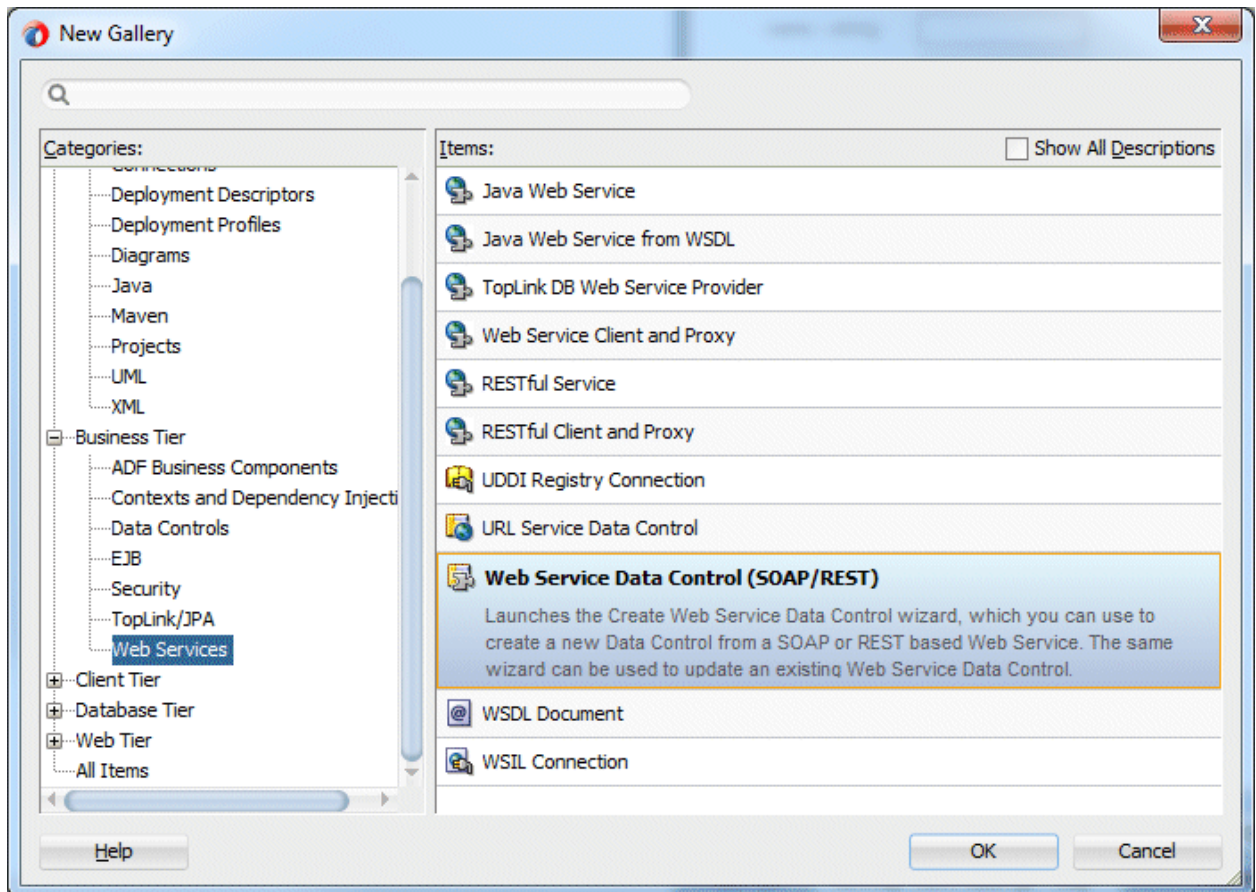 New Gallery
Categories:
Connections
Deployment Descriptors
Deployment Profiles
Diagrams
Java
Maven
Projects
UML
XML
Business Tier
ADF Business Components
Contexts and Dependency Injecti
Data Controls
EJB
Security
TopLink/JPA
Web Services
Client Tier
Database Tier
Web Tier
All Items
Items:
Show All Descriptions
Java Web Service
Java Web Service from WSDL
TopLink DB Web Service Provider
Web Service Client and Proxy
RESTful Service
RESTful Client and Proxy
UDDI Registry Connection
URL Service Data Control
Web Service Data Control (SOAP/REST)
Launches the Create Web Service Data Control wizard, which you can use to
create a new Data Control from a SOAP or REST based Web Service. The same
wizard can be used to update an existing Web Service Data Control.
WSDL Document
WSIL Connection
Help
OK
Cancel